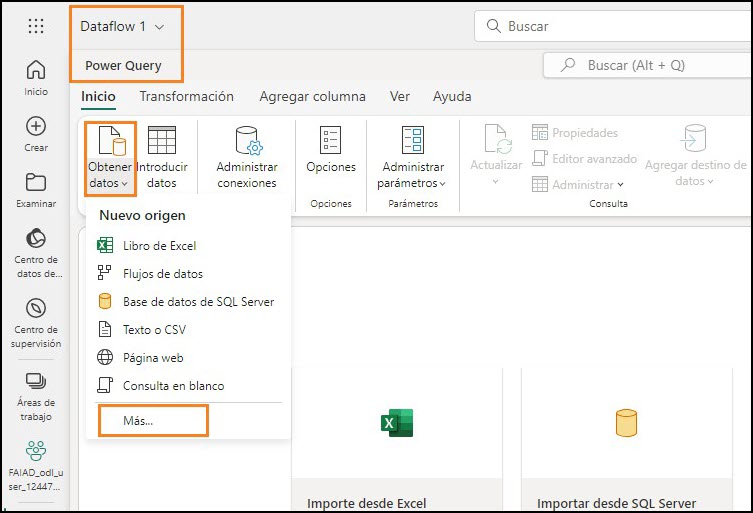 Dataflow 1
Buscar
Power Query
Buscar (Alt + Q)
Inicio
Transformación
Agregar columna
Ver
Ayuda
Obtener datos
Introducir datos
Administrar conexiones
Opciones
Opciones
Administrar parámetros
Parámetros
Actualizar
Propiedades
Editor avanzado
Administrar
Agregar destino de datos
Consulta
Inicio
Crear
Examinar
Centro de
datos de...
Centro de
supervisión
Áreas de
trabajo
FAIAD_odl_u
ser_12447...
Nuevo origen
Libro de Excel
Flujos de datos
Base de datos de SQL Server
Texto o CSV
Página web
Consulta en blanco
Más...
Importe desde Excel
Importar desde SQL Server